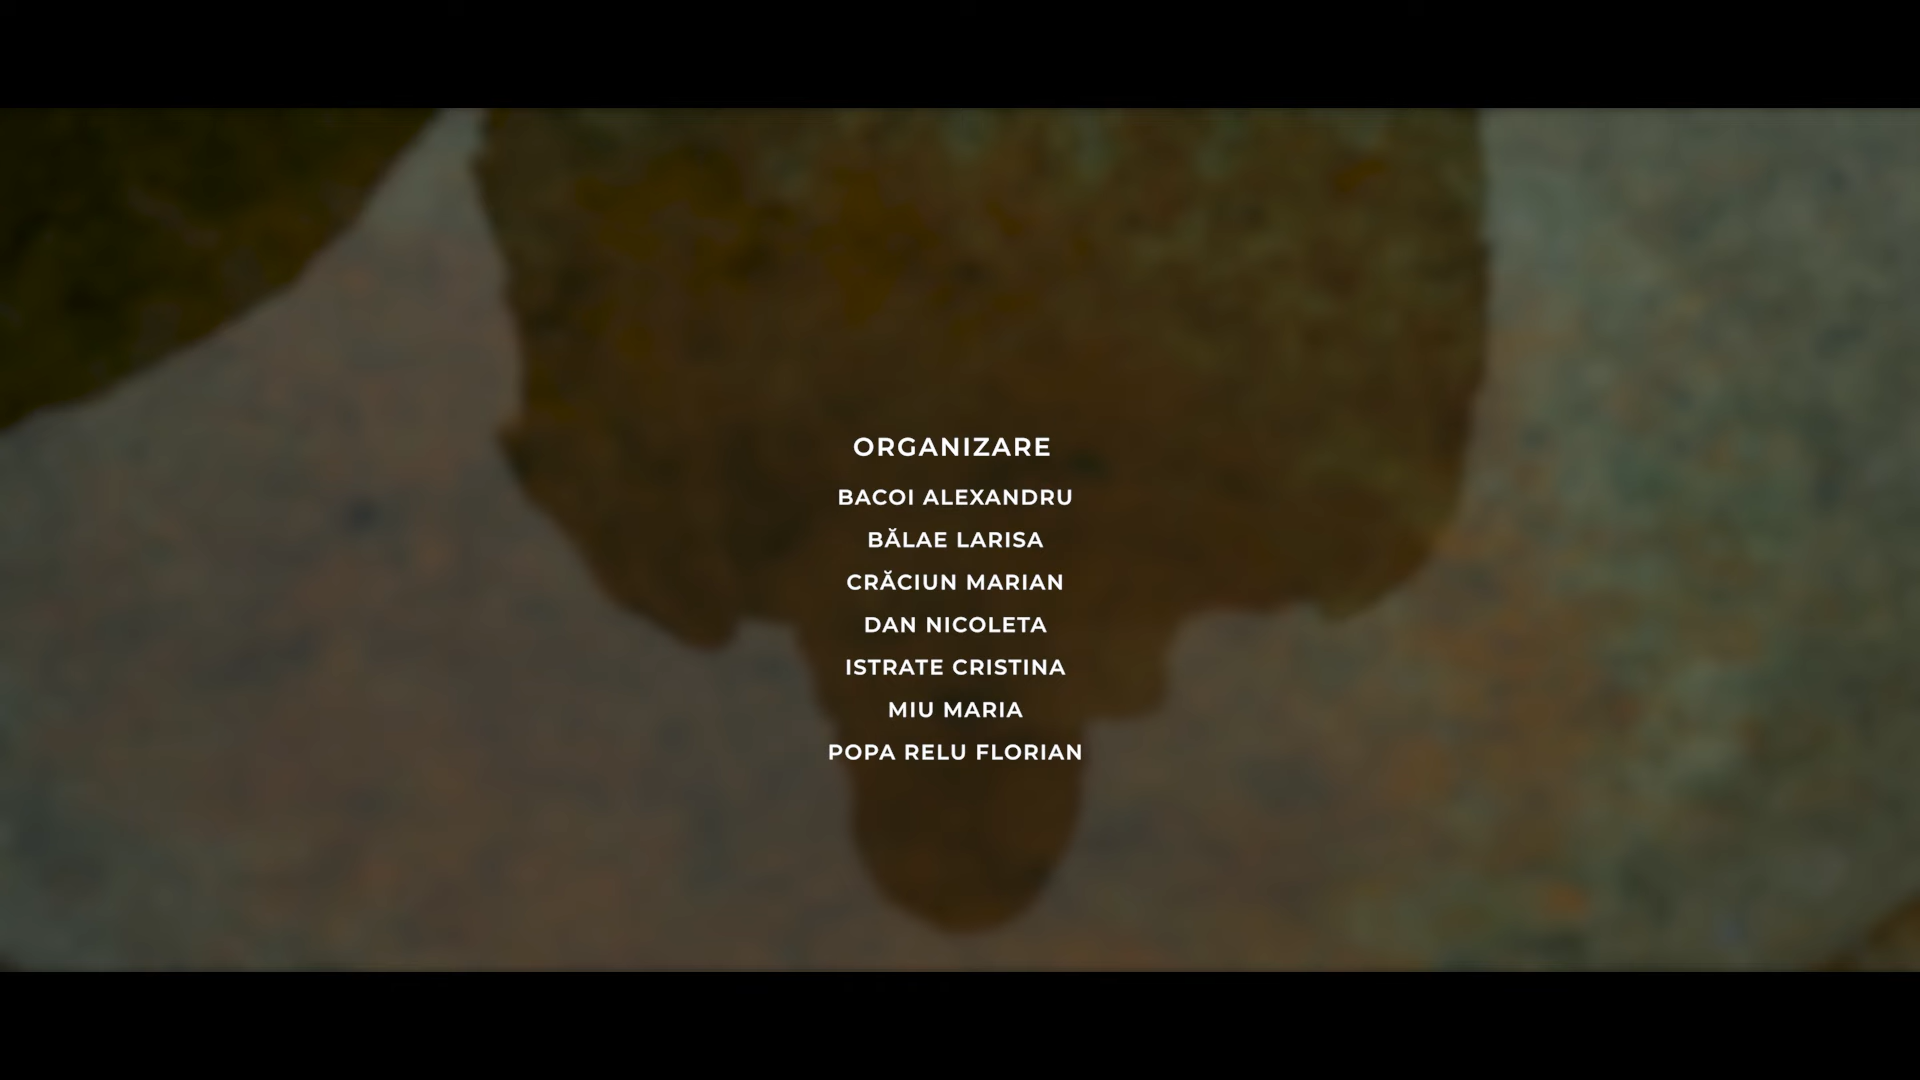 ORGANIZARE
BACOI ALEXANDRU
BĂLAE LARISA
CRĂCIUN MARIAN
DAN NICOLETA
ISTRATE CRISTINA
MIU MARIA
POPA RELU FLORIAN